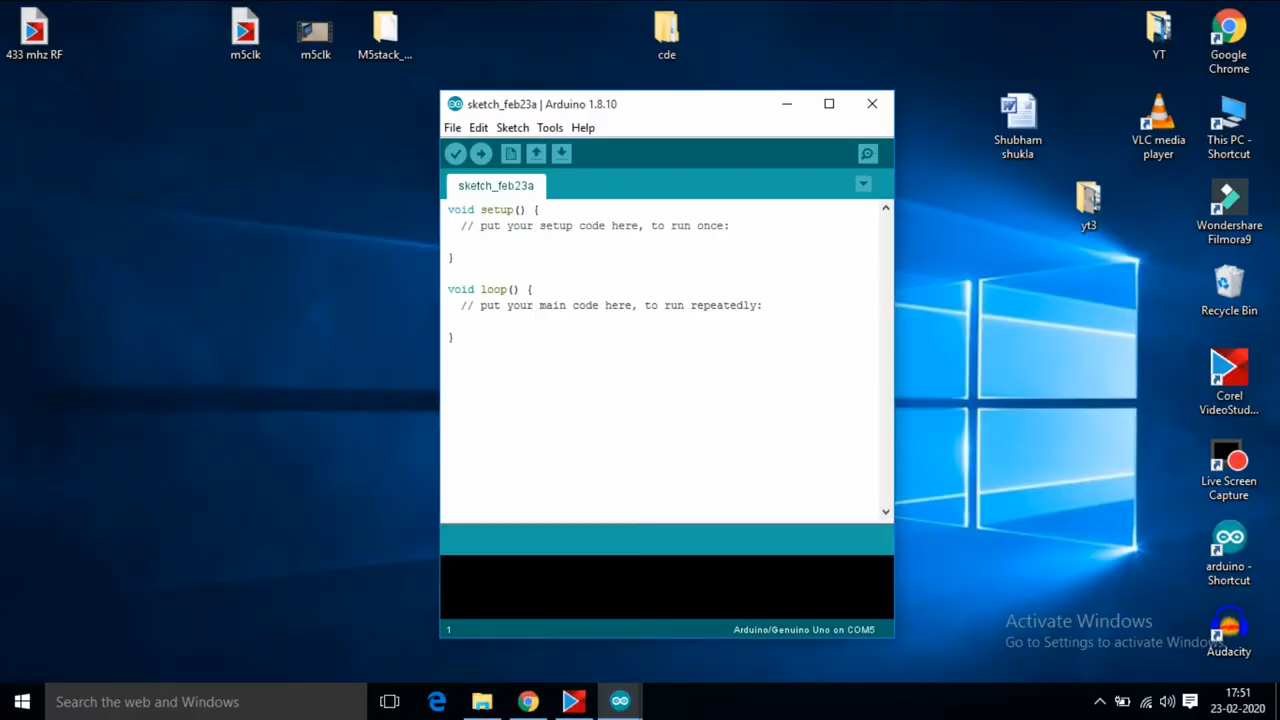 433 mhz RF
m5clk
m5clk
M5stack_...
cde
YT
Google
Chrome
sketch_feb23a | Arduino 1.8.10
File Edit Sketch Tools Help
sketch_feb23a
void setup() {
// put your setup code here, to run once:
}
void loop() {
// put your main code here, to run repeatedly:
}
1
Arduino/Genuino Uno on COM5
Shubham
shukla
VLC media
player
This PC -
Shortcut
yt3
Wondershare
Filmora9
Recycle Bin
Corel
VideoStud...
Live Screen
Capture
arduino -
Shortcut
Audacity
Activate Windows
Go to Settings to activate Windows.
Search the web and Windows
17:51
23-02-2020